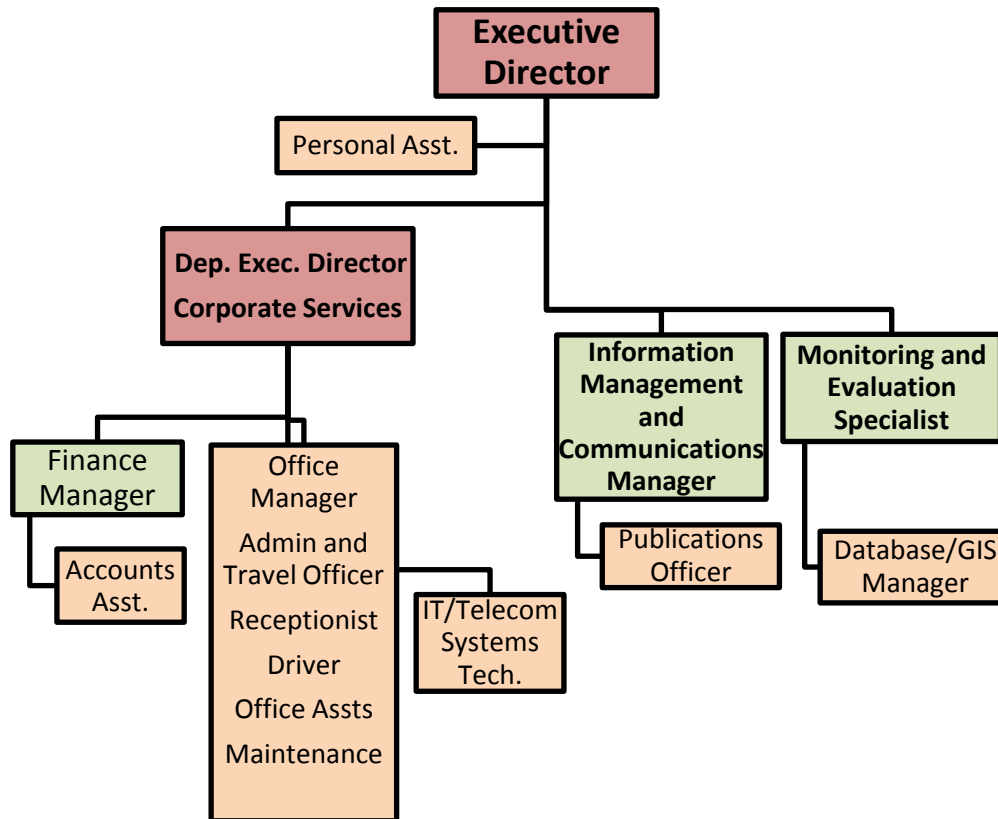 Executive
Director
Personal Asst.
Dep. Exec. Director
Corporate Services
Information
Management
and
Communications
Manager
Monitoring and
Evaluation
Specialist
Finance
Manager
Office
Manager
Admin and
Travel Officer
Receptionist
Driver
Office Assts
Maintenance
Accounts
Asst.
IT/Telecom
Systems
Tech.
Publications
Officer
Database/GIS
Manager